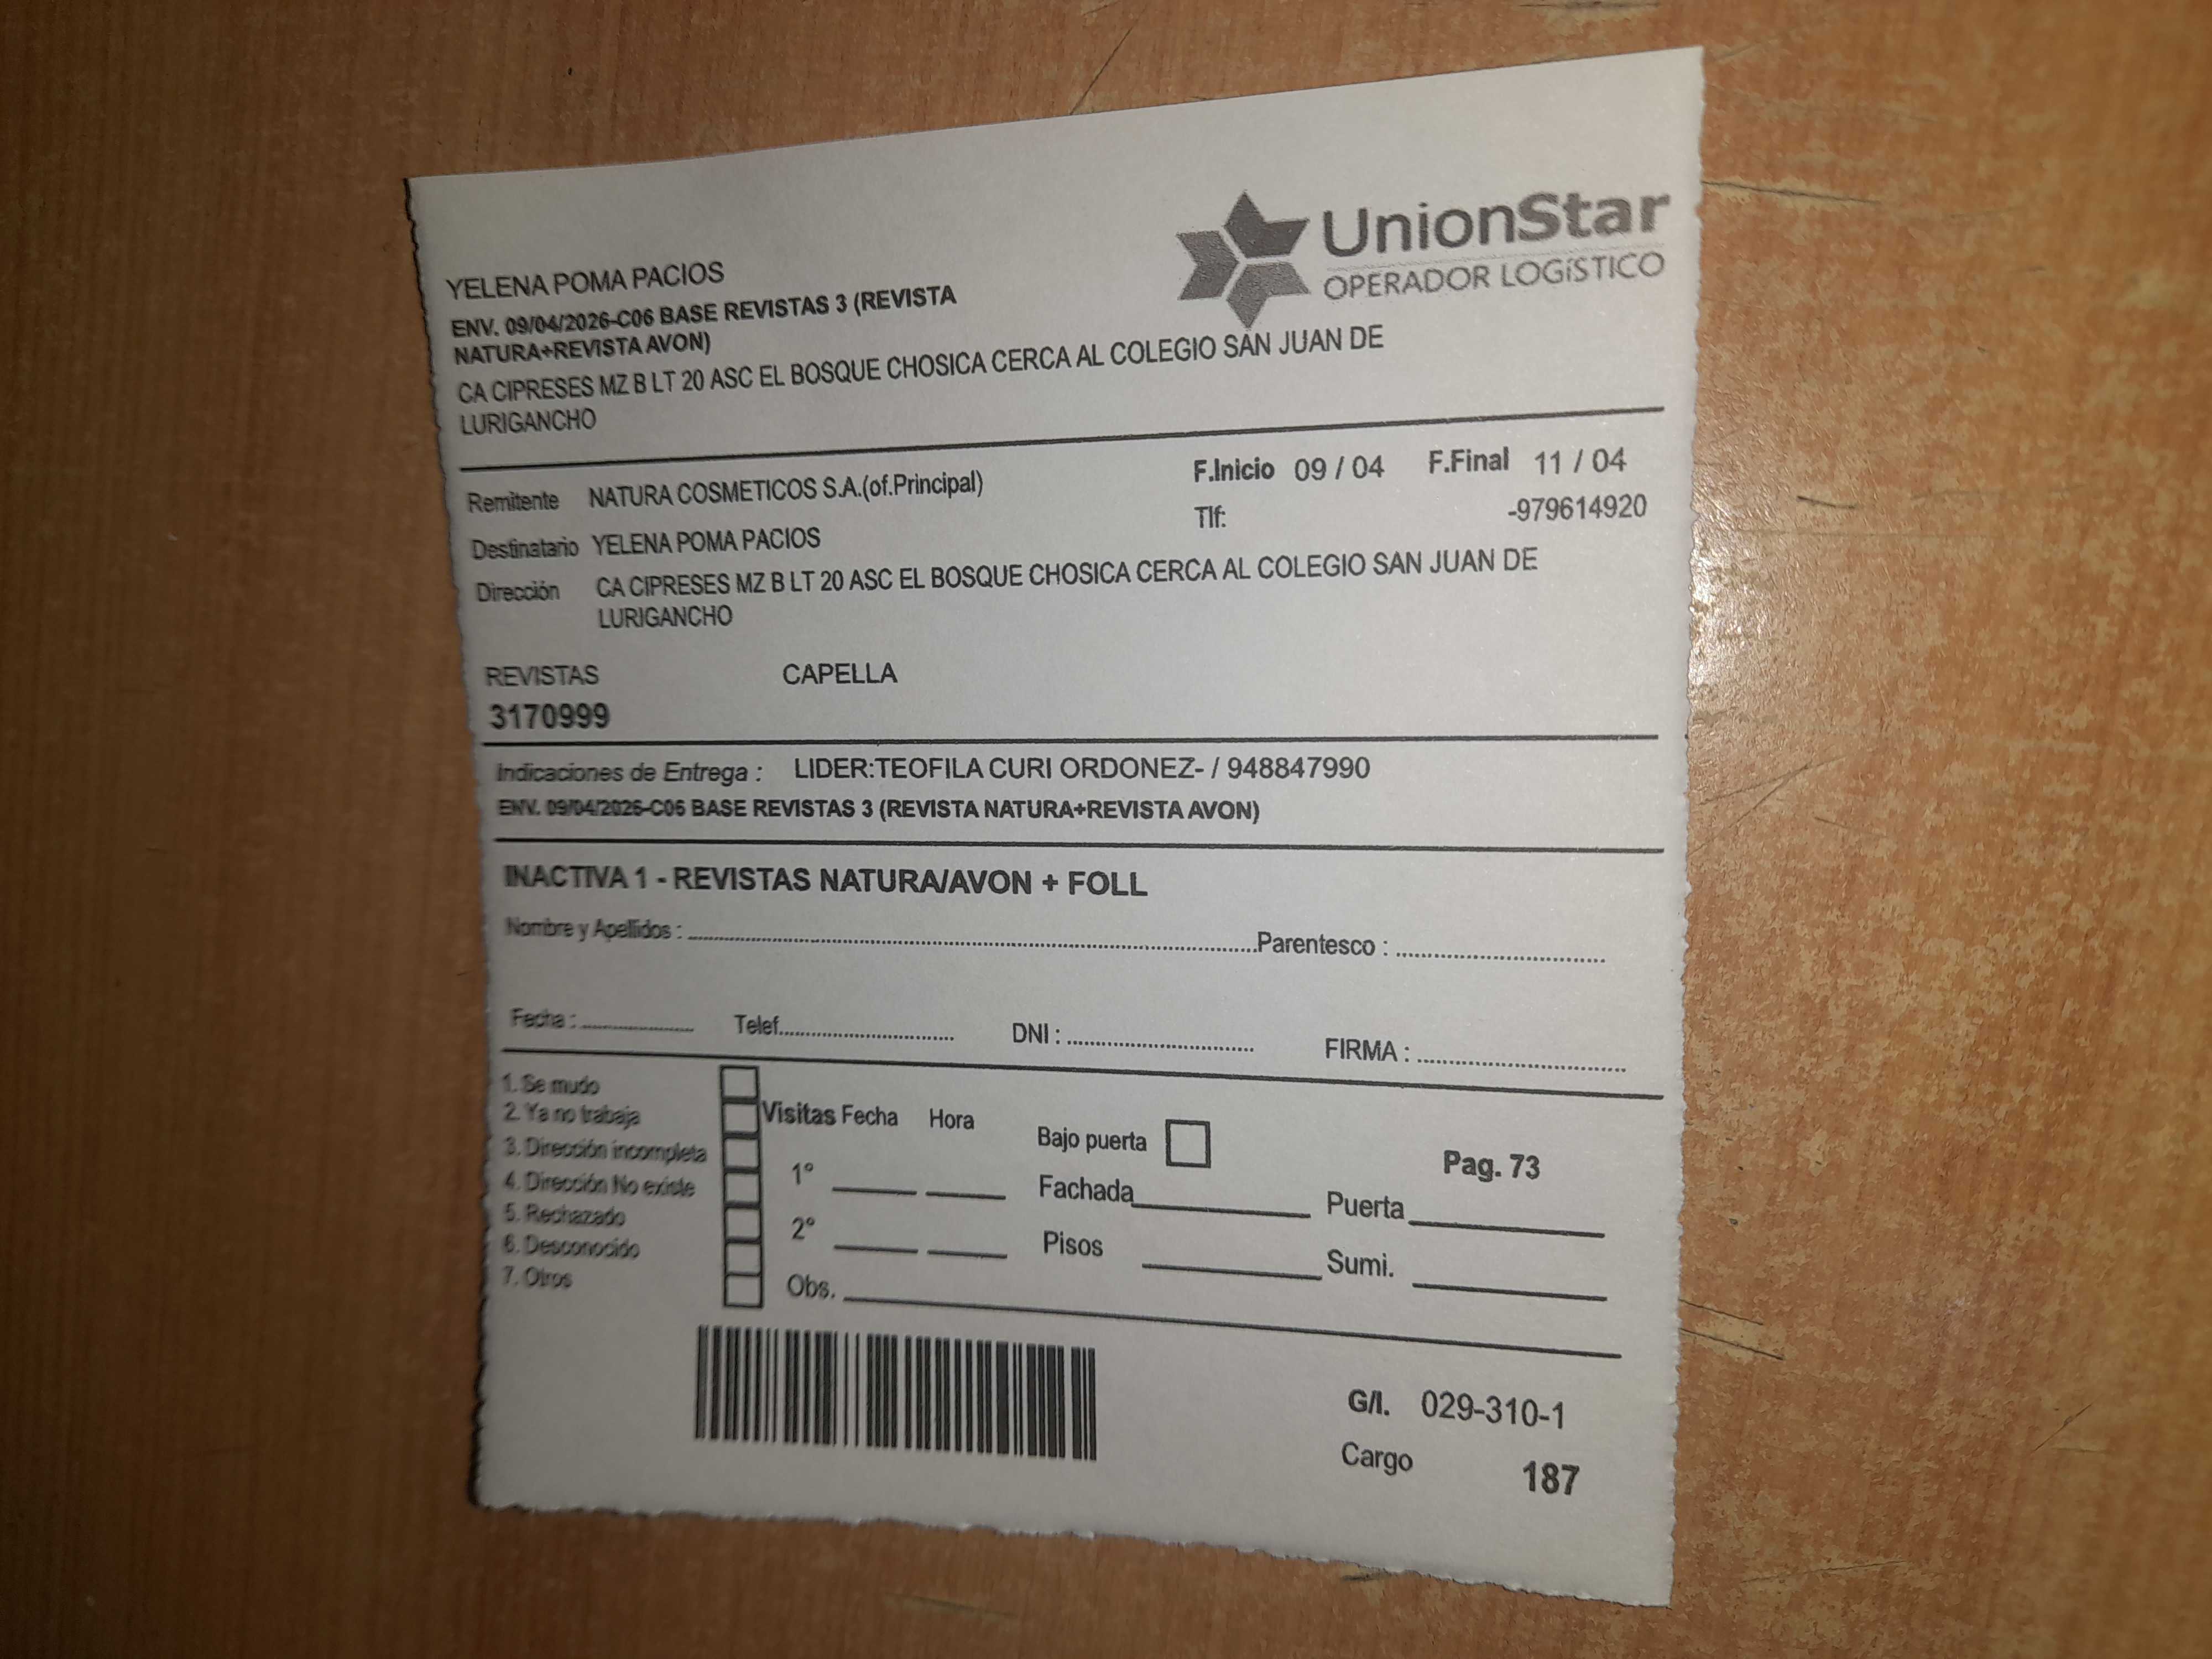 UnionStar
OPERADOR LOGíSTICO
YELENA POMA PACIOS
ENV. 09/04/2026-C06 BASE REVISTAS 3 (REVISTA
NATURA+REVISTA AVON)
CA CIPRESES MZ B LT 20 ASC EL BOSQUE CHOSICA CERCA AL COLEGIO SAN JUAN DE
LURIGANCHO
Remitente NATURA COSMETICOS S.A.(of.Principal) F.Inicio 09 / 04 F.Final 11 / 04
Tlf: -979614920
Destinatario YELENA POMA PACIOS
Dirección CA CIPRESES MZ B LT 20 ASC EL BOSQUE CHOSICA CERCA AL COLEGIO SAN JUAN DE
LURIGANCHO
REVISTAS CAPELLA
3170999
Indicaciones de Entrega : LIDER:TEOFILA CURI ORDONEZ- / 948847990
ENV. 09/04/2026-C06 BASE REVISTAS 3 (REVISTA NATURA+REVISTA AVON)
INACTIVA 1 - REVISTAS NATURA/AVON + FOLL
Nombre y Apellidos : Parentesco :
Fecha : Telef. DNI : FIRMA :
1. Se mudo
2. Ya no trabaja
3. Dirección incompleta
4. Dirección No existe
5. Rechazado
6. Desconocido
7. Otros
Visitas Fecha Hora
1°
2°
Obs.
Bajo puerta Pag. 73
Fachada Puerta
Pisos Sumi.
G/I. 029-310-1
Cargo 187